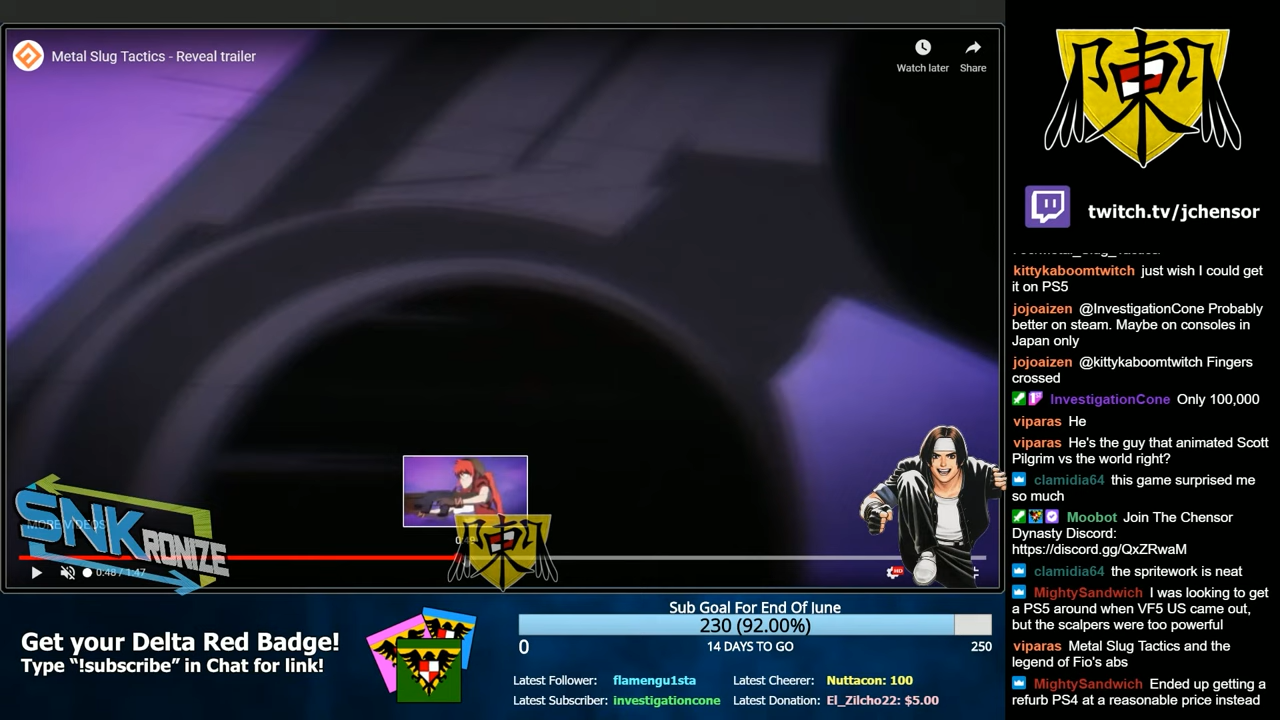 Metal Slug Tactics - Reveal trailer
Watch later
Share
陳
twitch.tv/jchensor
kittykaboomtwitch just wish I could get
it on PS5
jojoaizen @InvestigationCone Probably
better on steam. Maybe on consoles in
Japan only
jojoaizen @kittykaboomtwitch Fingers
crossed
InvestigationCone Only 100,000
viparas He
viparas He's the guy that animated Scott
Pilgrim vs the world right?
clamidia64 this game surprised me
so much
Moobot Join The Chensor
Dynasty Discord:
https://discord.gg/QxZRwaM
clamidia64 the spritework is neat
MightySandwich I was looking to get
a PS5 around when VF5 US came out,
but the scalpers were too powerful
viparas Metal Slug Tactics and the
legend of Fio's abs
MightySandwich Ended up getting a
refurb PS4 at a reasonable price instead
MORE VIDEOS
SNKRONIZE
陳
0:48 / 1:47
HD
Get your Delta Red Badge!
Type “!subscribe” in Chat for link!
Sub Goal For End Of June
230 (92.00%)
0
14 DAYS TO GO
250
Latest Follower: flamengu1sta
Latest Cheerer: Nuttacon: 100
Latest Subscriber: investigationcone
Latest Donation: El_Zilcho22: $5.00